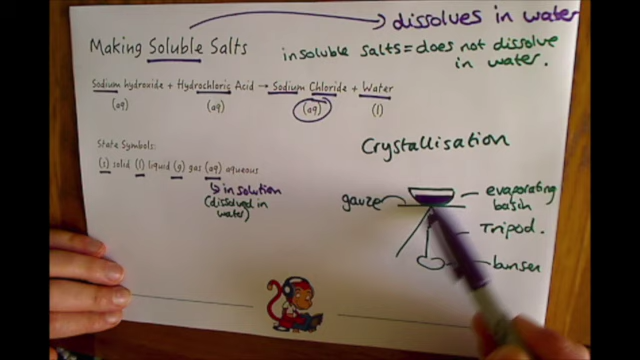 dissolves in water
Making Soluble Salts
insoluble salts = does not dissolve
in water.
Sodium hydroxide + Hydrochloric Acid → Sodium Chloride + Water
(aq) (aq) (aq) (l)
State Symbols:
(s) solid (l) liquid (g) gas (aq) aqueous
↳ in solution
(dissolved in
water)
Crystallisation
gauze
evaporating
basin
Tripod.
bunsen